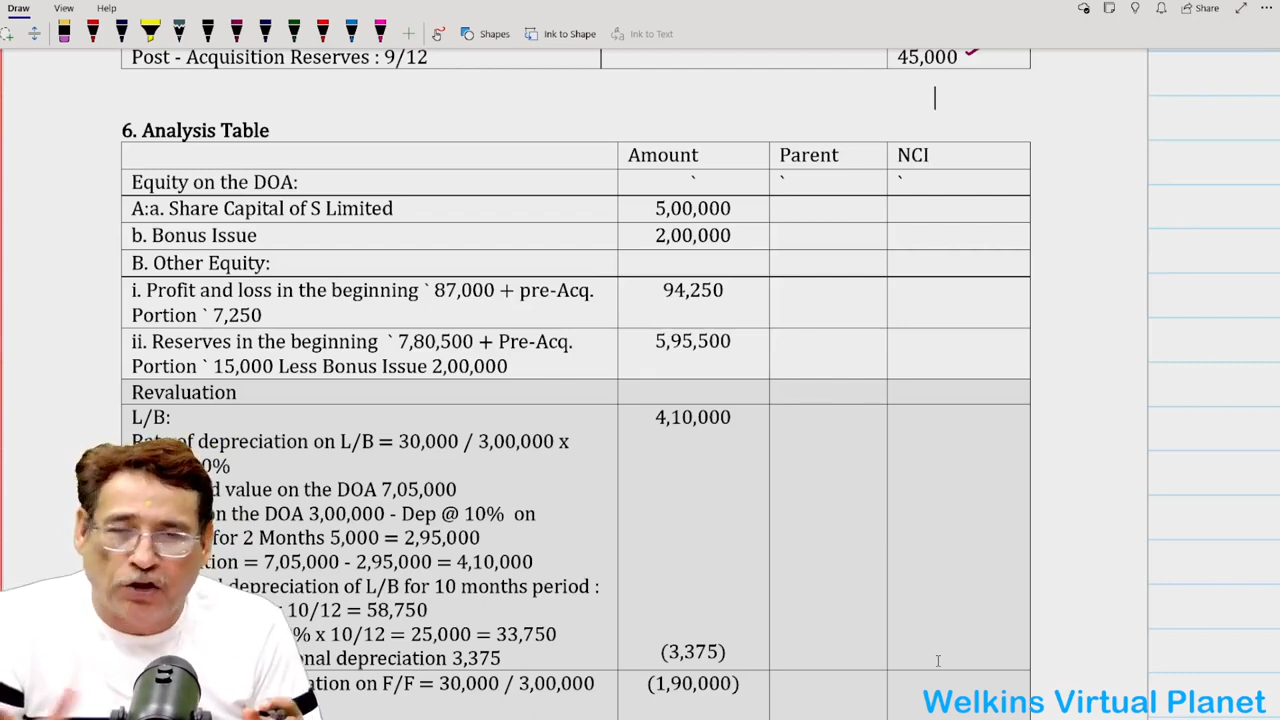 Draw View Help
Share
Shapes Ink to Shape Ink to Text
Post - Acquisition Reserves : 9/12 45,000
6. Analysis Table
Amount Parent NCI
Equity on the DOA: ` ` `
A:a. Share Capital of S Limited 5,00,000
b. Bonus Issue 2,00,000
B. Other Equity:
i. Profit and loss in the beginning ` 87,000 + pre-Acq. 94,250
Portion ` 7,250
ii. Reserves in the beginning ` 7,80,500 + Pre-Acq. 5,95,500
Portion ` 15,000 Less Bonus Issue 2,00,000
Revaluation
L/B: 4,10,000
of depreciation on L/B = 30,000 / 3,00,000 x
0%
value on the DOA 7,05,000
the DOA 3,00,000 - Dep @ 10% on
for 2 Months 5,000 = 2,95,000
= 7,05,000 - 2,95,000 = 4,10,000
depreciation of L/B for 10 months period :
10/12 = 58,750
% x 10/12 = 25,000 = 33,750
depreciation 3,375 (3,375)
on F/F = 30,000 / 3,00,000 (1,90,000)
Welkins Virtual Planet